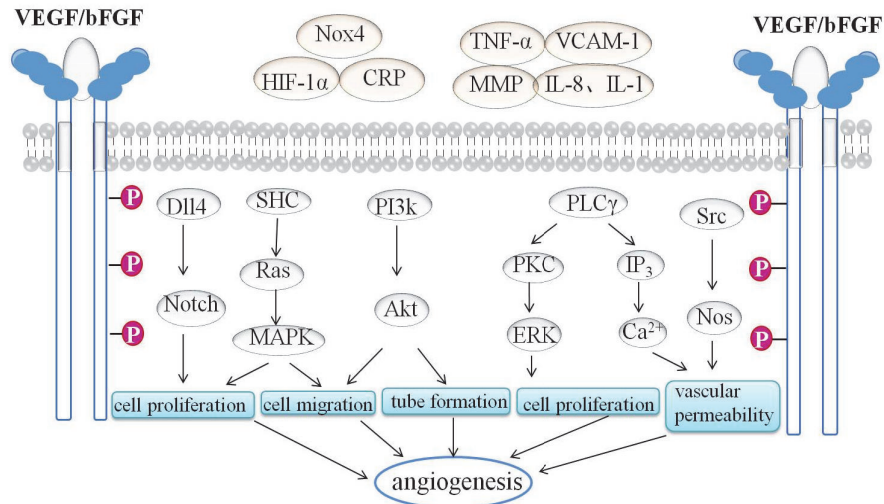 VEGF/bFGF
VEGF/bFGF
Nox4
HIF-1α
CRP
TNF-α
VCAM-1
MMP
IL-8、IL-1
P
P
P
P
P
P
Dll4
SHC
PI3k
PLCγ
Src
Ras
PKC
IP₃
Notch
MAPK
Akt
ERK
Ca²⁺
Nos
cell proliferation
cell migration
tube formation
cell proliferation
vascular
permeability
angiogenesis